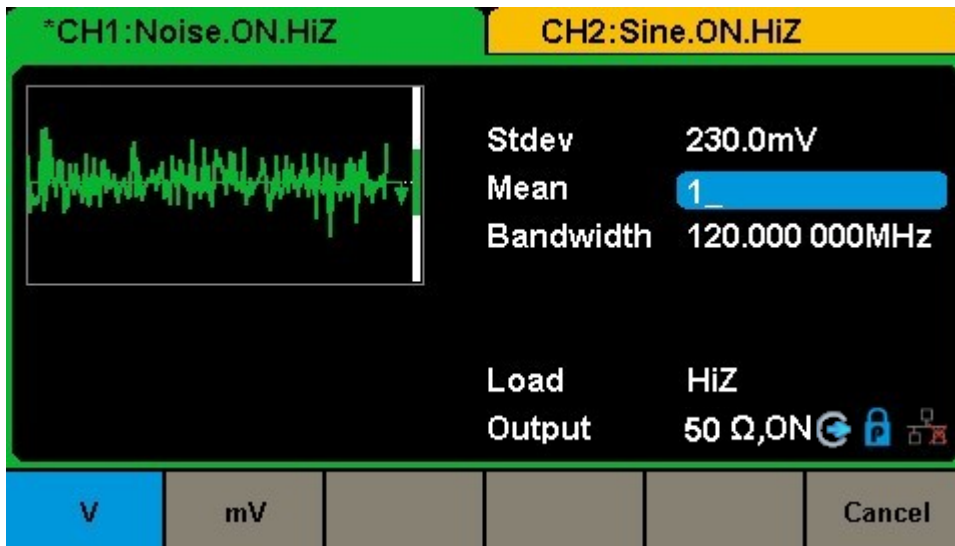 *CH1:Noise.ON.HiZ CH2:Sine.ON.HiZ
Stdev 230.0mV
Mean 1_
Bandwidth 120.000 000MHz
Load HiZ
Output 50 Ω,ON P
V mV Cancel